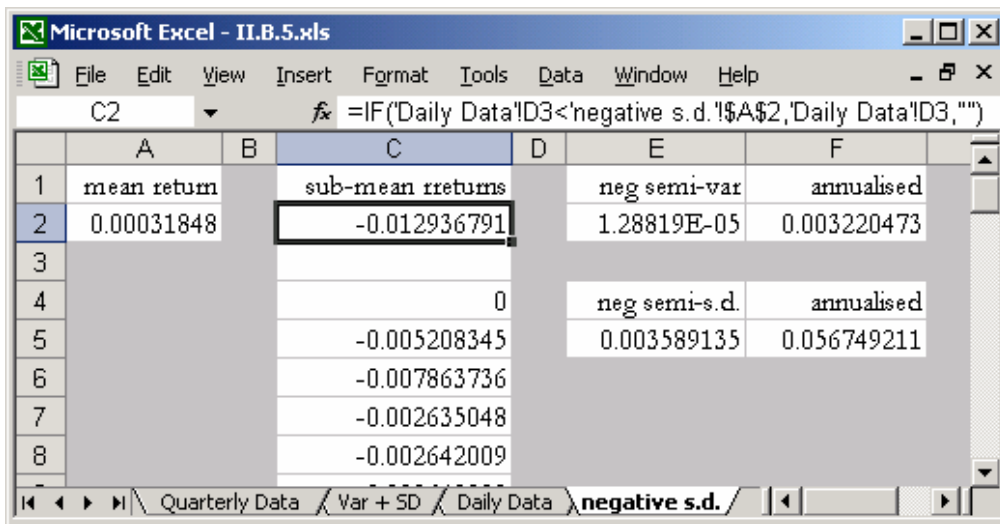 Microsoft Excel - II.B.5.xls
File Edit View Insert Format Tools Data Window Help
C2 fx =IF('Daily Data'!D3<'negative s.d.'!$A$2,'Daily Data'!D3,"")
A B C D E F
1 mean return sub-mean rreturns neg semi-var annualised
2 0.00031848 -0.012936791 1.28819E-05 0.003220473
3
4 0 neg semi-s.d. annualised
5 -0.005208345 0.003589135 0.056749211
6 -0.007863736
7 -0.002635048
8 -0.002642009
Quarterly Data Var + SD Daily Data negative s.d.